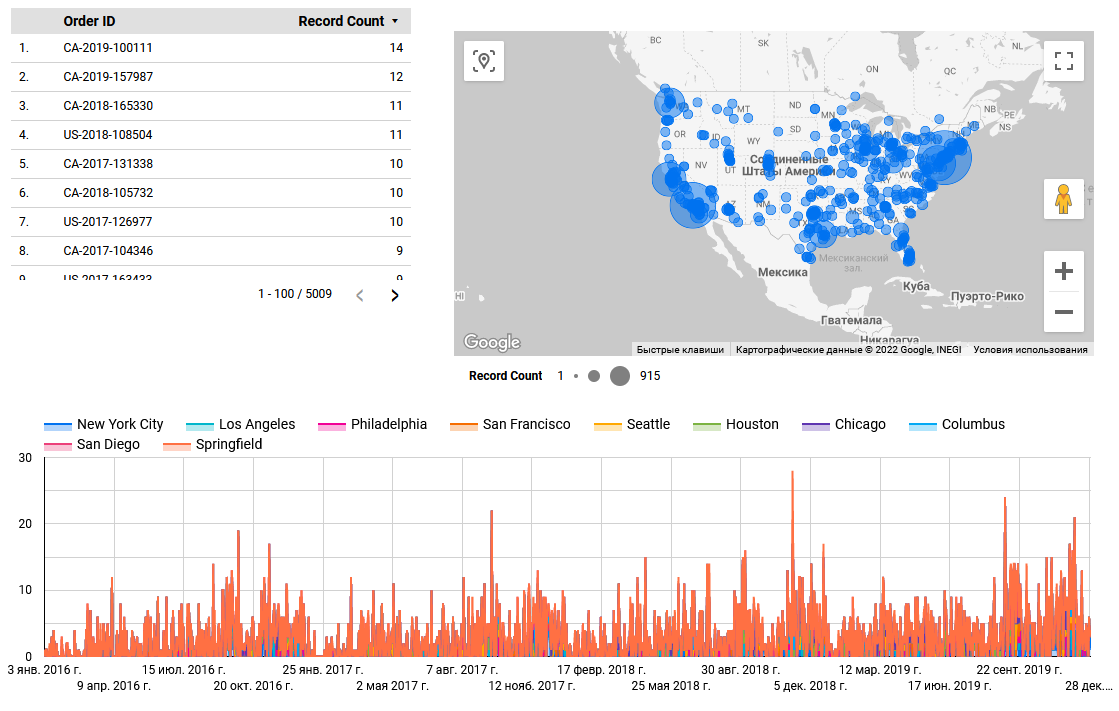 Order ID Record Count
1. CA-2019-100111 14
2. CA-2019-157987 12
3. CA-2018-165330 11
4. US-2018-108504 11
5. CA-2017-131338 10
6. CA-2018-105732 10
7. US-2017-126977 10
8. CA-2017-104346 9
9. US-2017-163433 9
1 - 100 / 5009
BC
SK
NL
ON
QC
NB
PE
NS
MT
ND
MN
OR
ID
SD
WY
NV
UT
Соединенные
Штаты Америки
WV
KY
AZ
NM
MS
GA
Мексиканский
зал.
Мексика
Куба
Пуэрто-Рико
HI
Гватемала
Никарагуа
Google
Быстрые клавиши Картографические данные © 2022 Google, INEGI Условия использования
Record Count 1 915
New York City Los Angeles Philadelphia San Francisco Seattle Houston Chicago Columbus
San Diego Springfield
30
20
10
0
3 янв. 2016 г. 15 июл. 2016 г. 25 янв. 2017 г. 7 авг. 2017 г. 17 февр. 2018 г. 30 авг. 2018 г. 12 мар. 2019 г. 22 сент. 2019 г.
9 апр. 2016 г. 20 окт. 2016 г. 2 мая 2017 г. 12 нояб. 2017 г. 25 мая 2018 г. 5 дек. 2018 г. 17 июн. 2019 г. 28 дек....